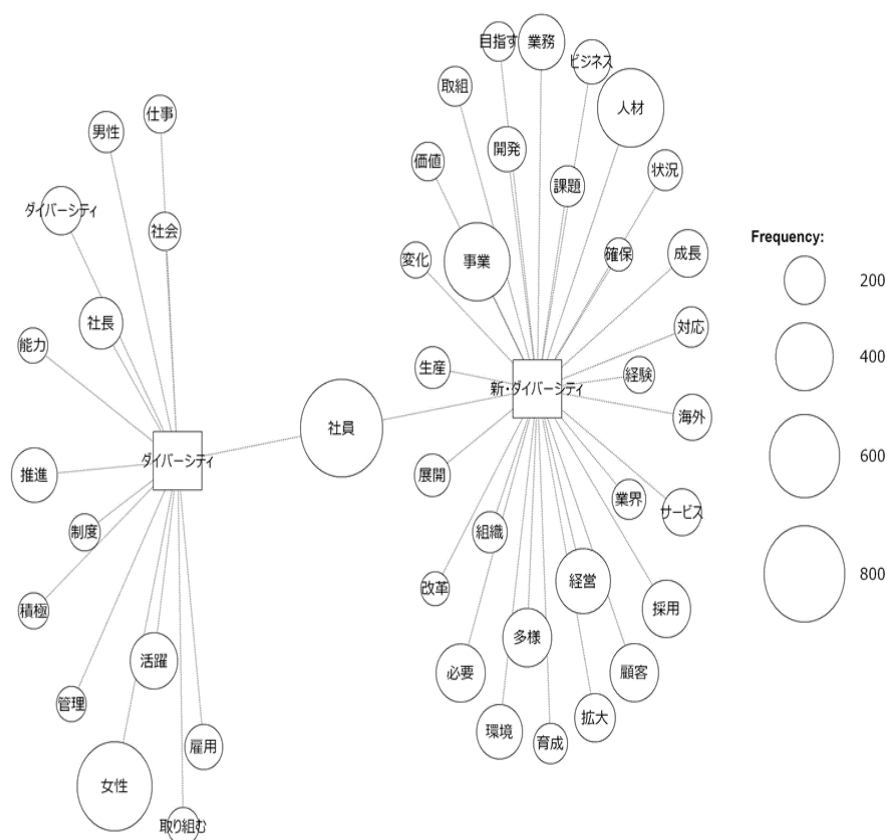 目指す
業務
ビジネス
取組
人材
仕事
男性
開発
価値
課題
状況
ダイバーシティ
社会
変化
事業
確保
成長
Frequency:
200
社長
能力
対応
400
生産
新・ダイバーシティ
経験
社員
海外
ダイバーシティ
推進
展開
600
業界
サービス
制度
組織
800
積極
改革
経営
採用
活躍
多様
必要
顧客
管理
環境
拡大
育成
雇用
女性
取り組む